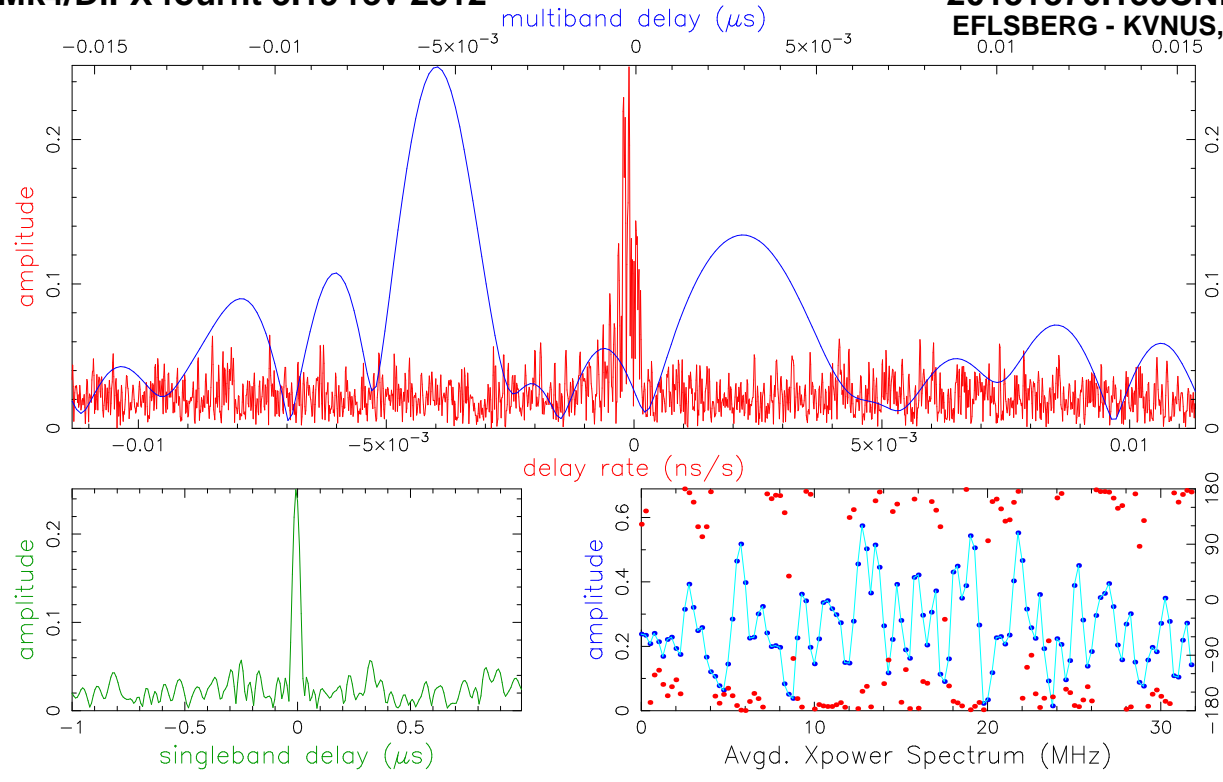 multiband delay (μs)
EFLSBERG - KVNUS,
−0.015 −0.01 −5×10⁻³ 0 5×10⁻³ 0.01 0.015
amplitude
0 0.1 0.2
0 0.1 0.2
−0.01 −5×10⁻³ 0 5×10⁻³ 0.01
delay rate (ns/s)
amplitude
0 0.1 0.2
−1 −0.5 0 0.5
singleband delay (μs)
amplitude
0 0.2 0.4 0.6
−180 −90 0 90 180
0 10 20 30
Avgd. Xpower Spectrum (MHz)